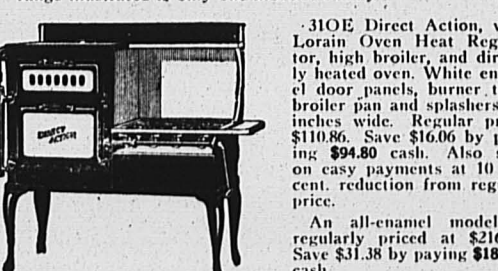 DIRECT
ACTION
310E Direct Action,
Lorain Oven Heat Reg
tor, high broiler, and dir
ly heated oven. White en
el door panels, burner t
broiler pan and splashers
inches wide. Regular pr
$110.86. Save $16.06 by p
ing $94.80 cash. Also
on easy payments at 10
cent. reduction from reg
price.
An all-enamel model
regularly priced at $216
Save $31.38 by paying $18
cash